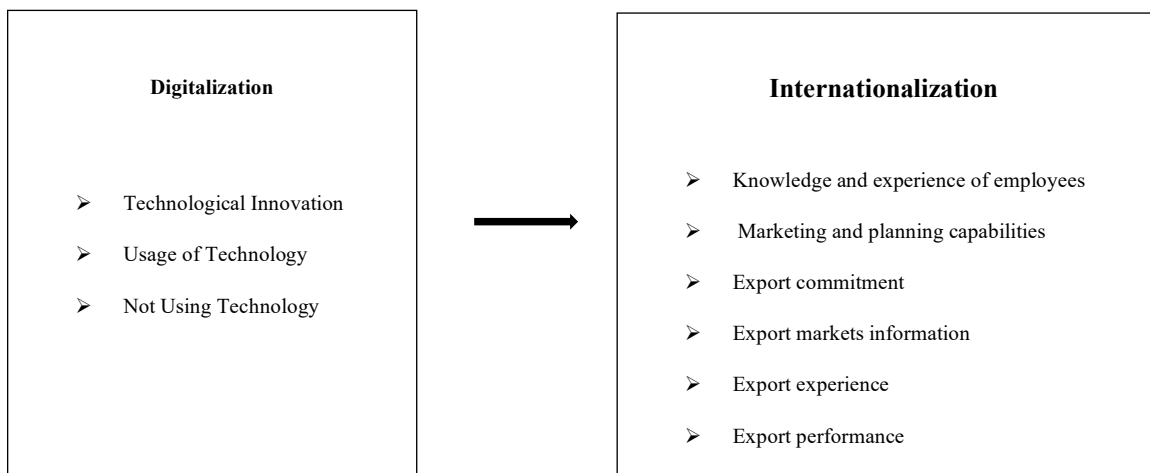 Digitalization
Technological Innovation
Usage of Technology
Not Using Technology
Internationalization
Knowledge and experience of employees
Marketing and planning capabilities
Export commitment
Export markets information
Export experience
Export performance